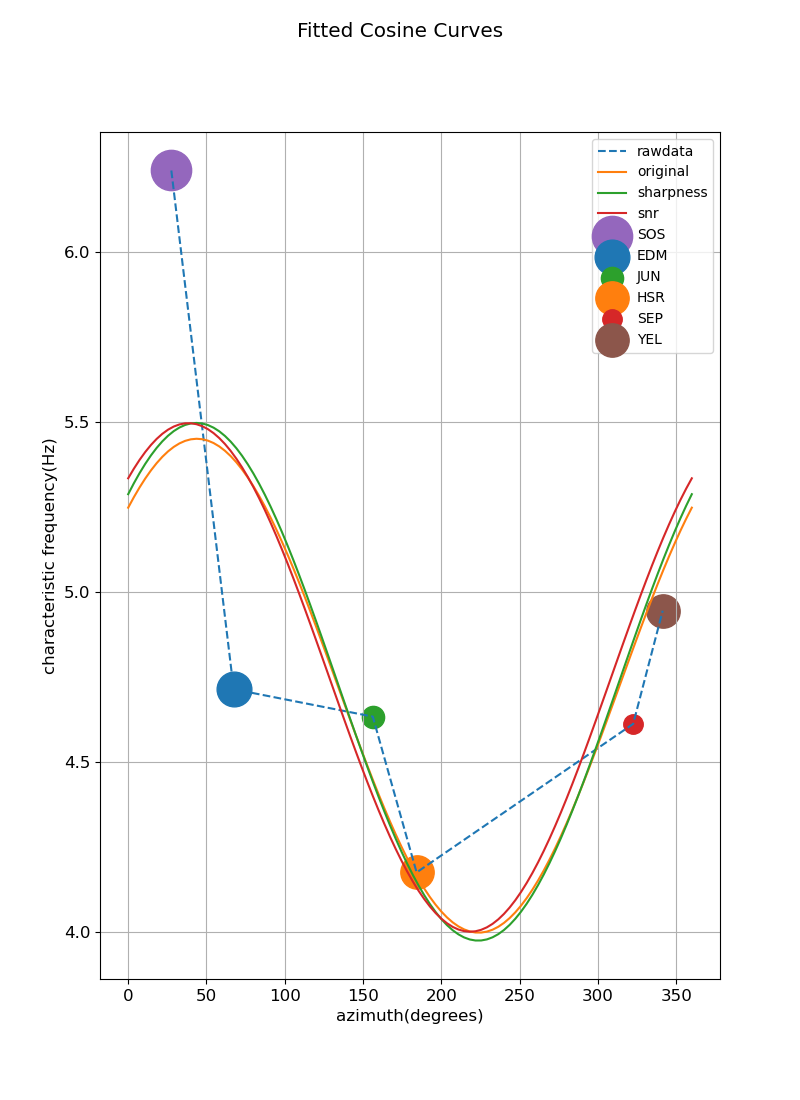 Fitted Cosine Curves
rawdata
original
sharpness
snr
SOS
EDM
JUN
HSR
SEP
YEL
characteristic frequency(Hz)
6.0
5.5
5.0
4.5
4.0
0 50 100 150 200 250 300 350
azimuth(degrees)